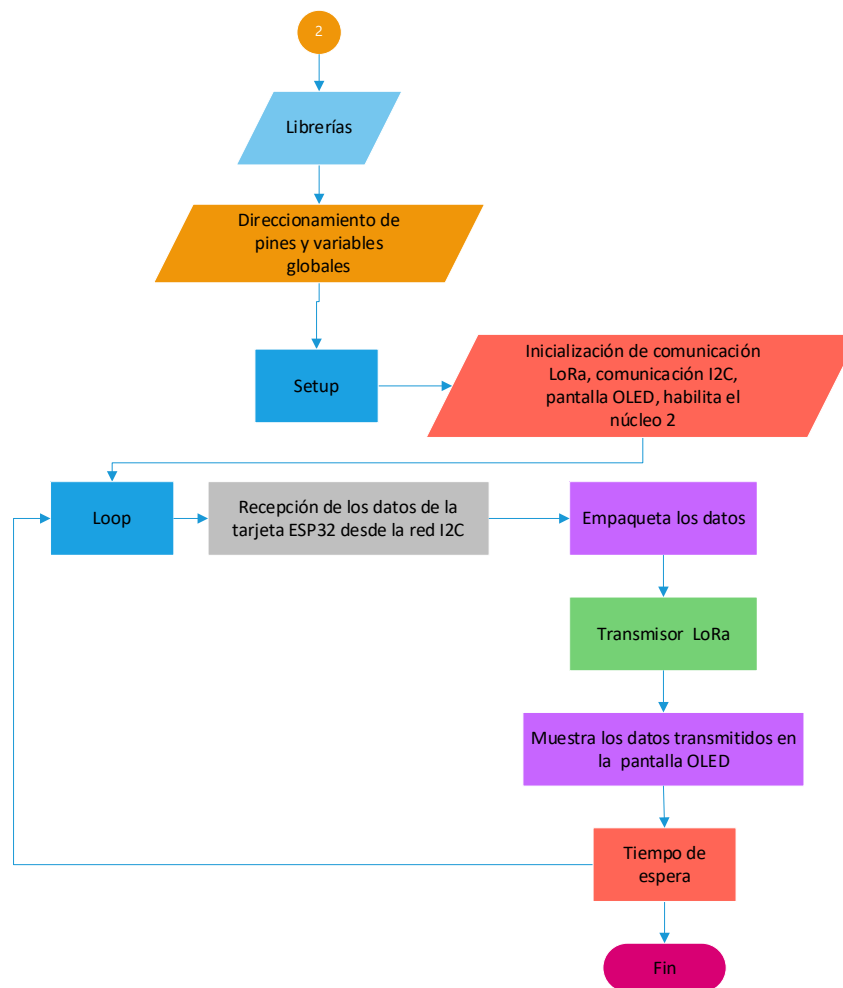 2
Librerías
Direccionamiento de
pines y variables
globales
Setup
Inicialización de comunicación
LoRa, comunicación I2C,
pantalla OLED, habilita el
núcleo 2
Loop
Recepción de los datos de la
tarjeta ESP32 desde la red I2C
Empaqueta los datos
Transmisor LoRa
Muestra los datos transmitidos en
la pantalla OLED
Tiempo de
espera
Fin